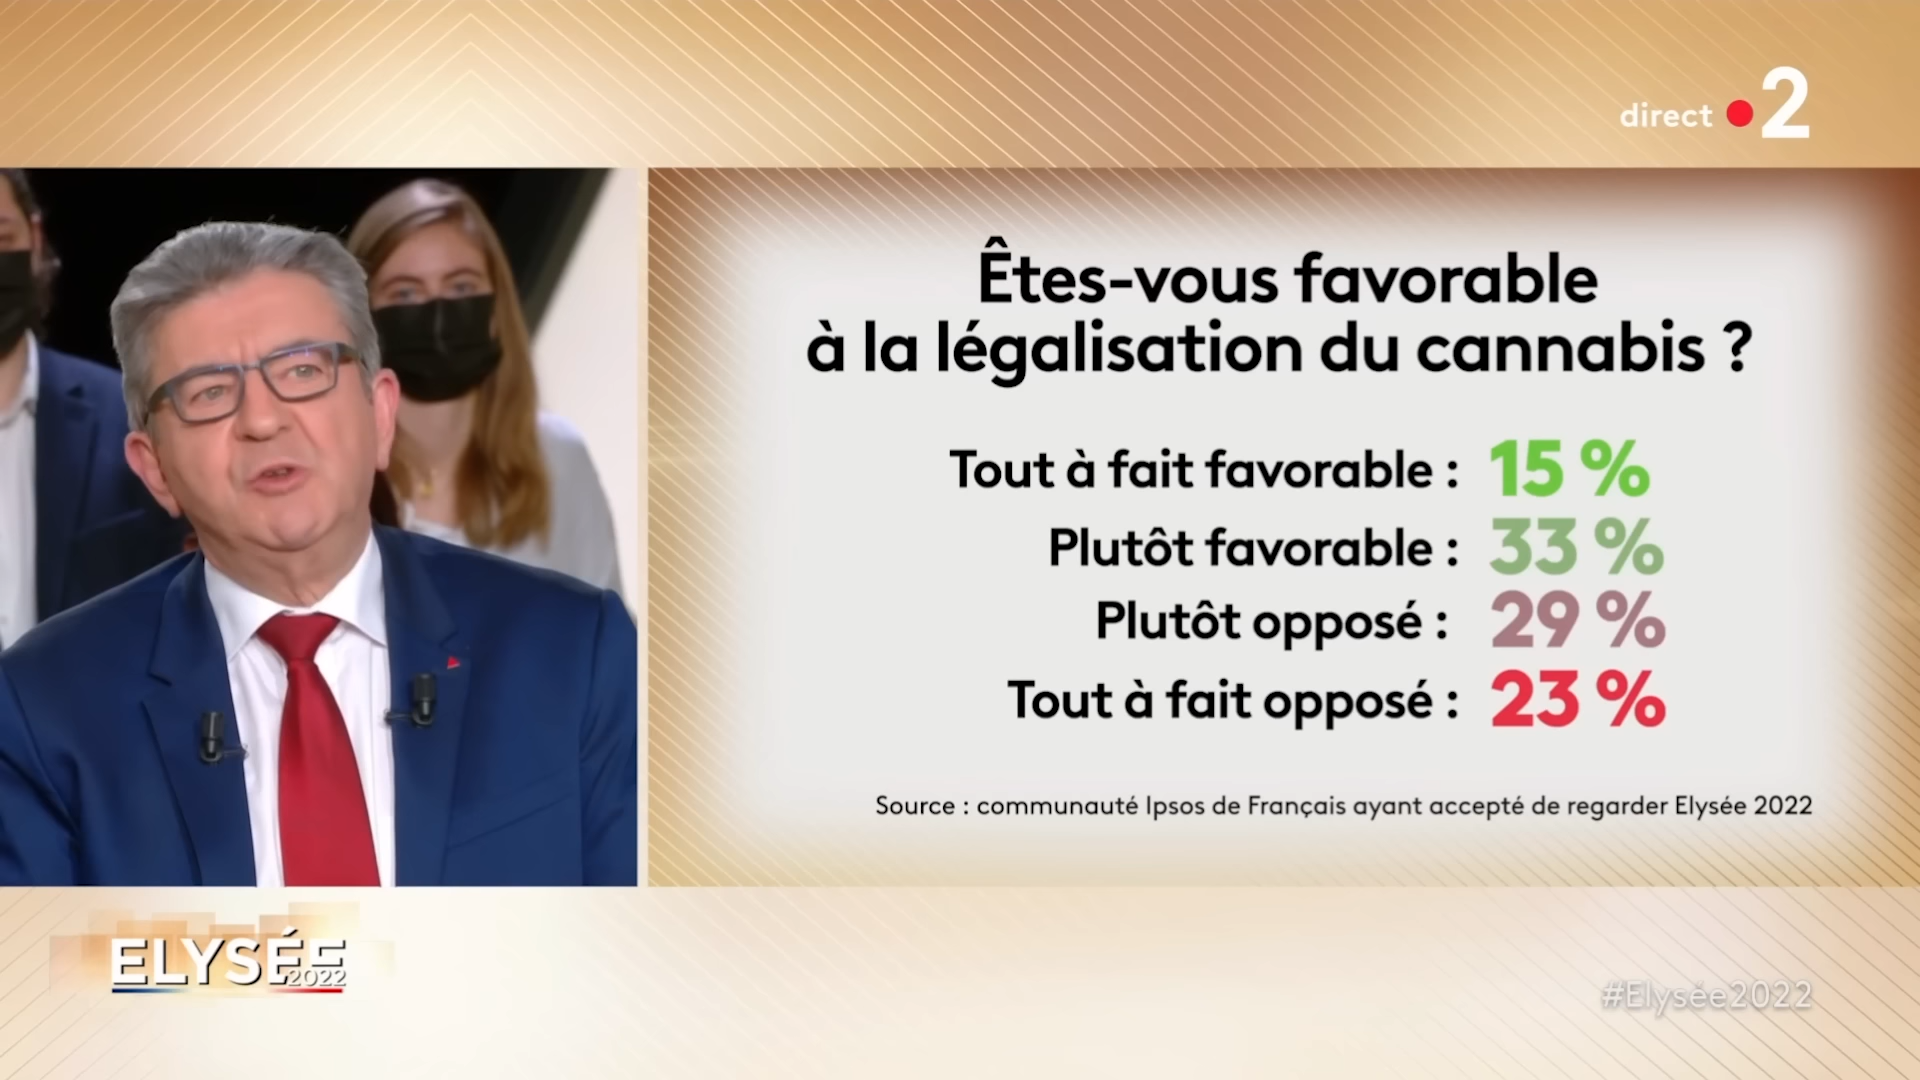 direct 2
Êtes-vous favorable
à la légalisation du cannabis ?
Tout à fait favorable : 15 %
Plutôt favorable : 33 %
Plutôt opposé : 29 %
Tout à fait opposé : 23 %
Source : communauté Ipsos de Français ayant accepté de regarder Elysée 2022
ELYSÉE
2022
#Elysée2022